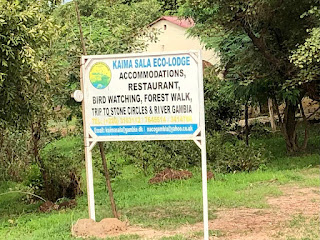 KAIMA SALA ECO-LODGE
ACCOMMODATIONS,
RESTAURANT,
BIRD WATCHING, FOREST WALK,
TRIP TO STONE CIRCLES & RIVER GAMBIA